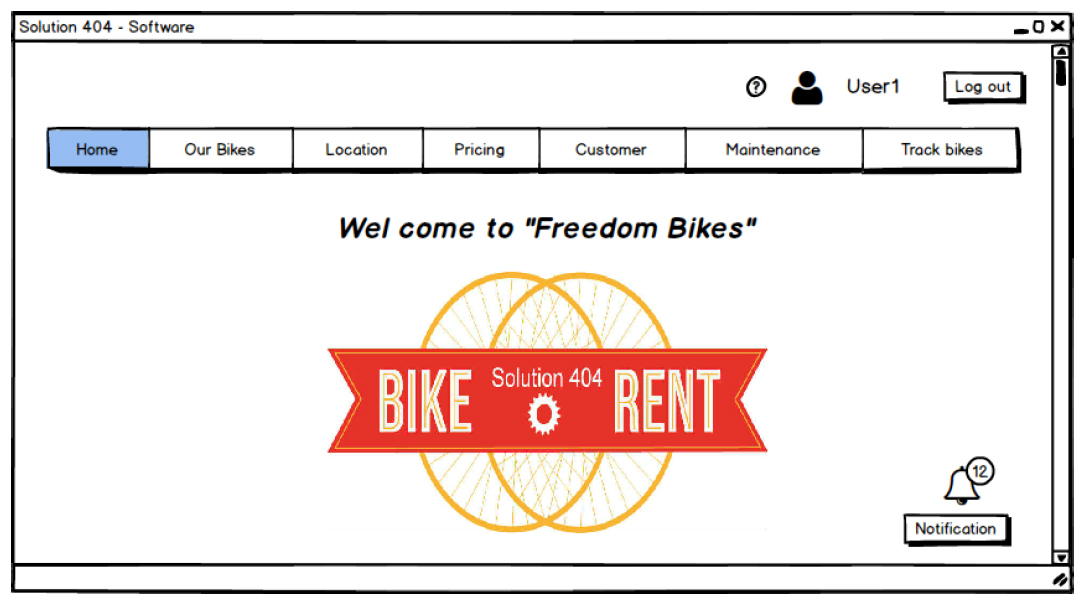 Solution 404 - Software
? User1 Log out
Home Our Bikes Location Pricing Customer Maintenance Track bikes
Wel come to "Freedom Bikes"
BIKE Solution 404 RENT
12
Notification